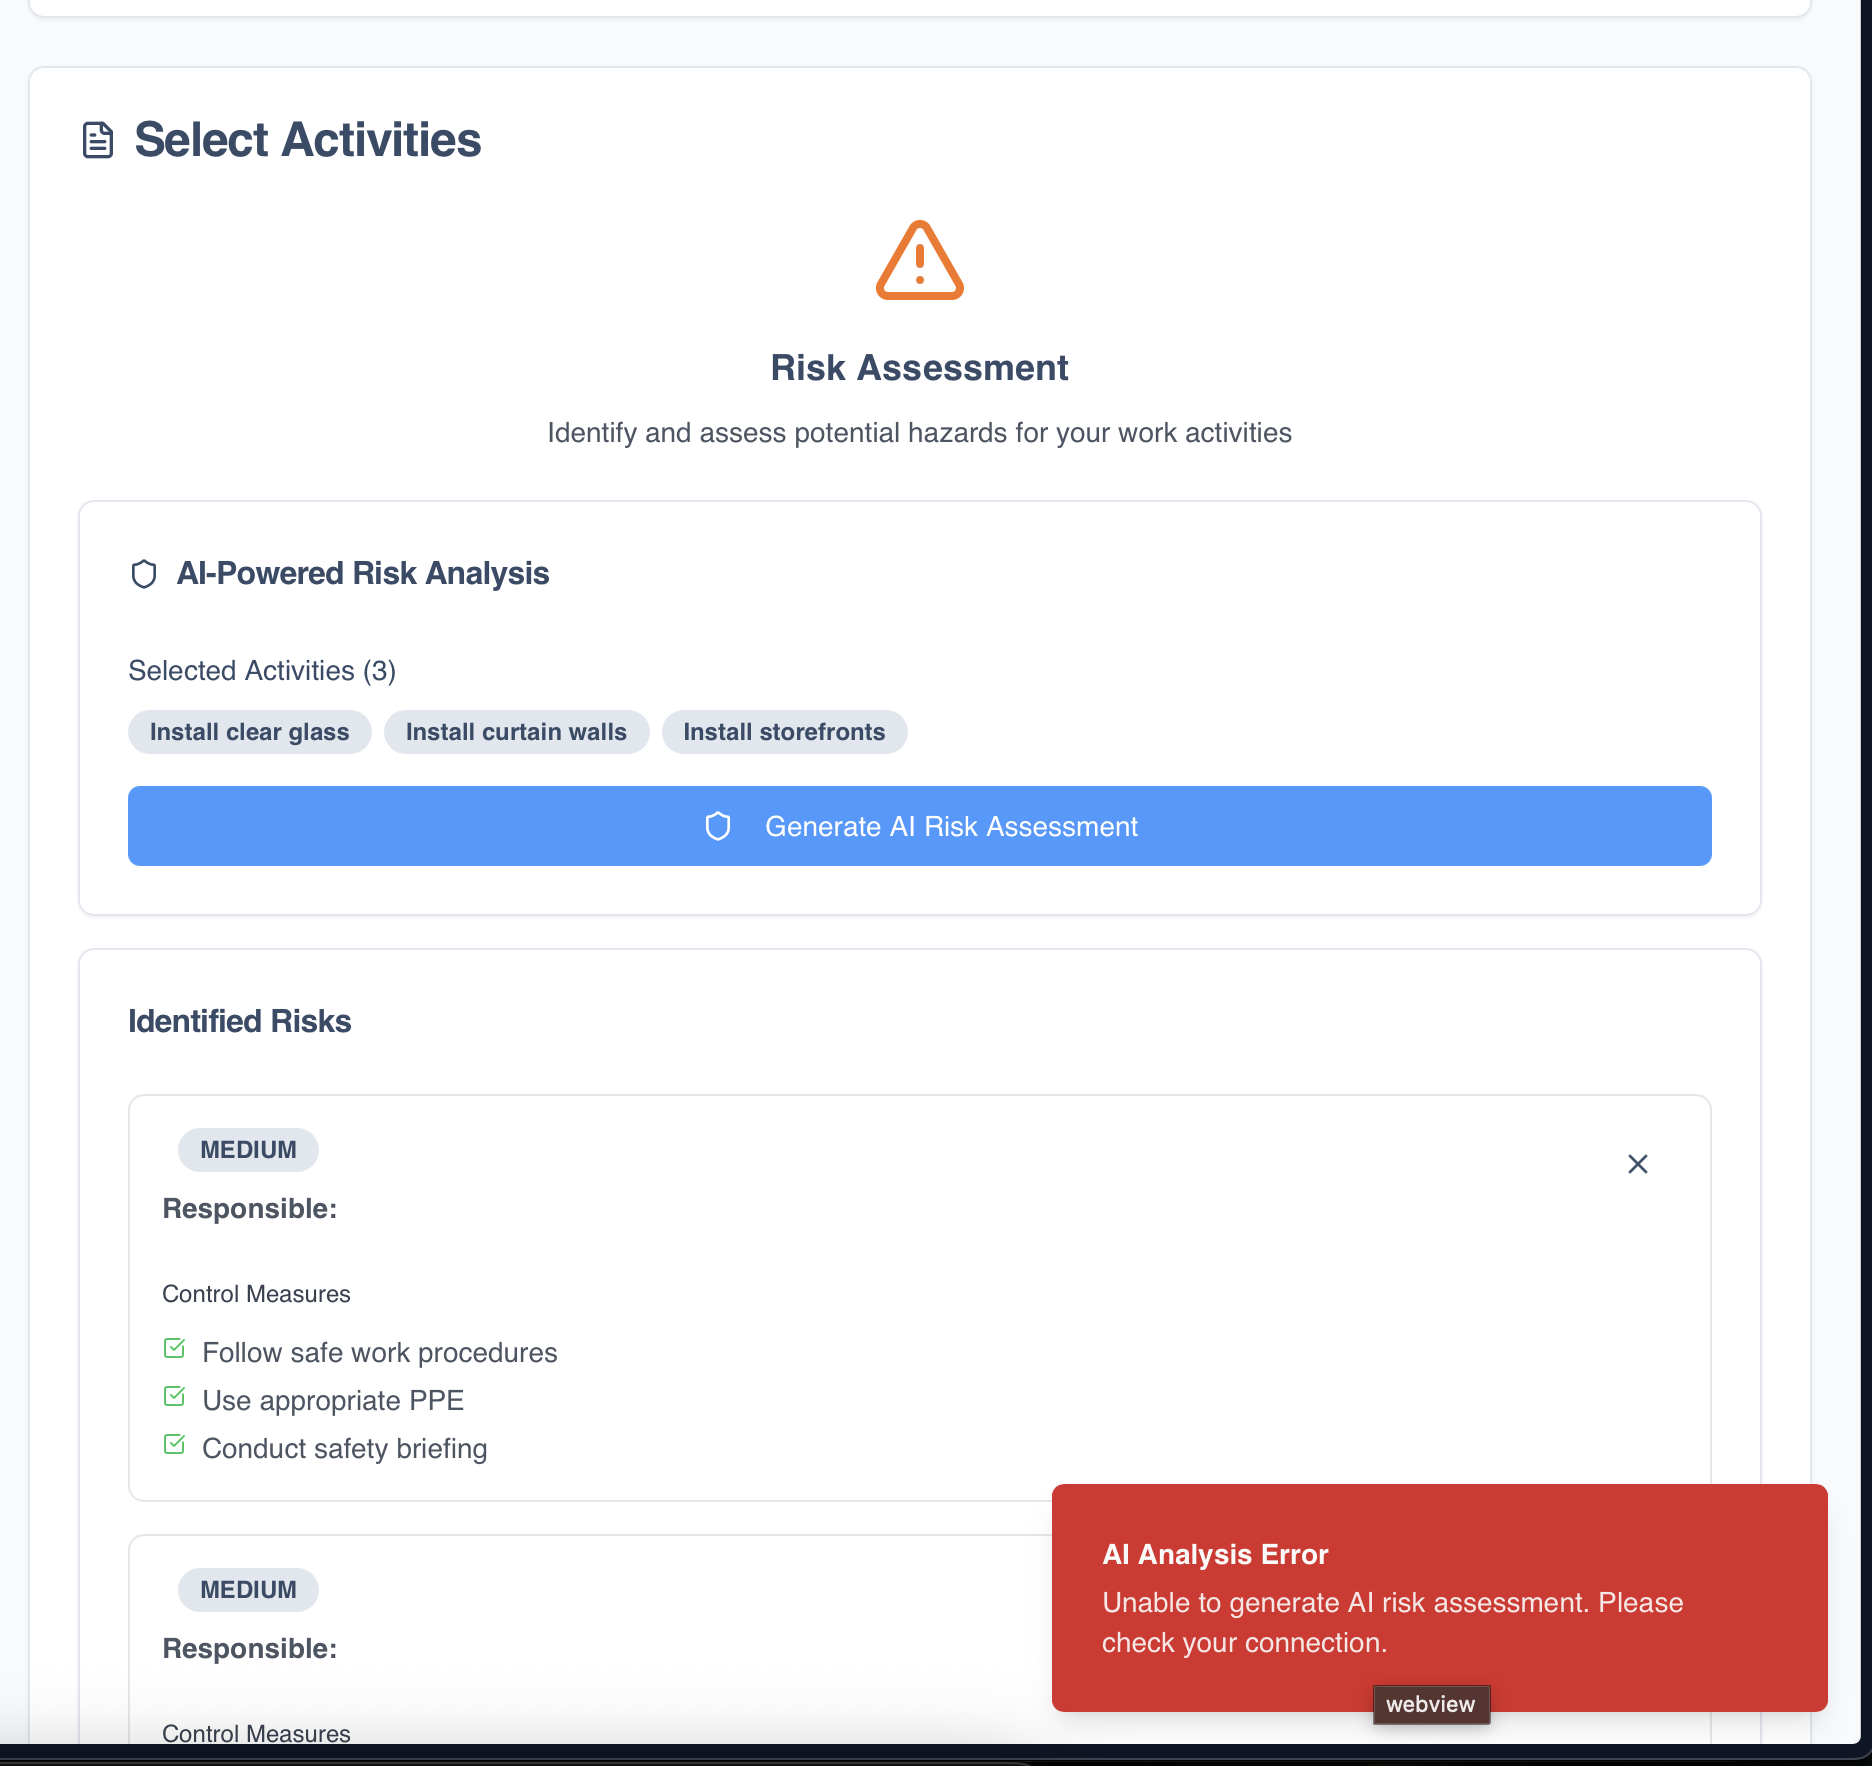 Select Activities
Risk Assessment
Identify and assess potential hazards for your work activities
AI-Powered Risk Analysis
Selected Activities (3)
Install clear glass
Install curtain walls
Install storefronts
Generate AI Risk Assessment
Identified Risks
MEDIUM
Responsible:
Control Measures
Follow safe work procedures
Use appropriate PPE
Conduct safety briefing
MEDIUM
Responsible:
Control Measures
AI Analysis Error
Unable to generate AI risk assessment. Please
check your connection.
webview